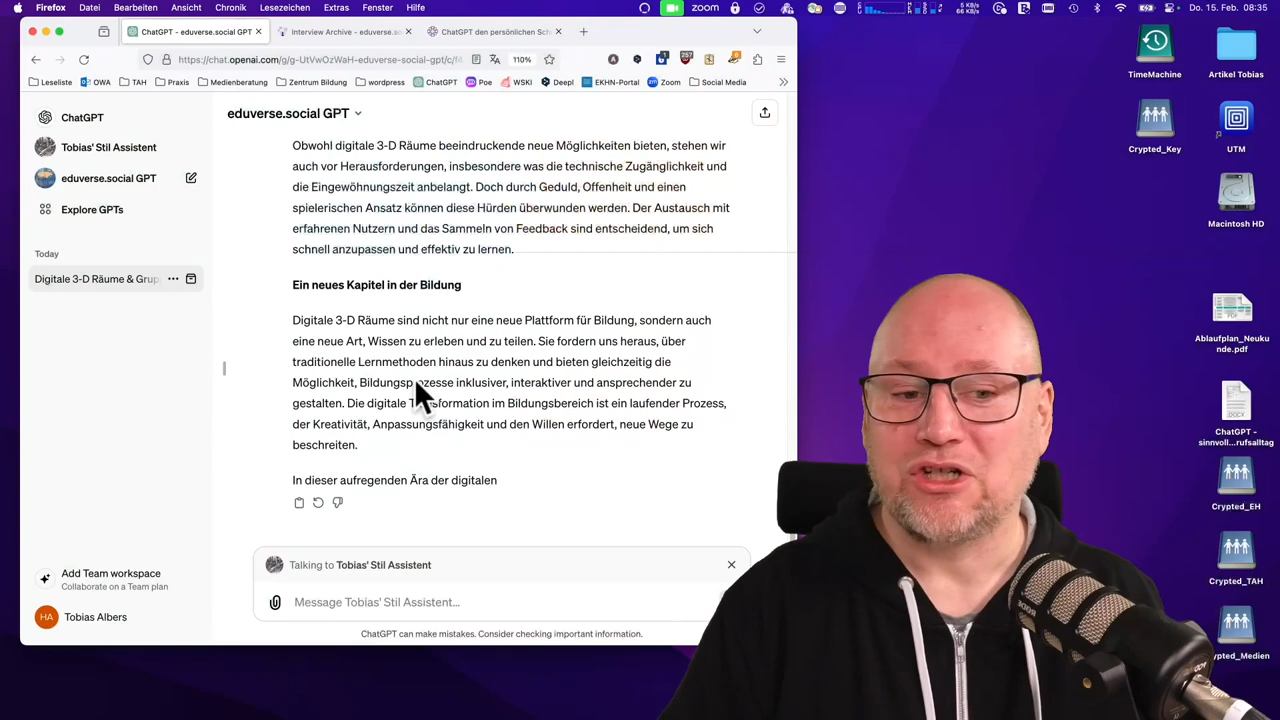 Firefox Ablage Bearbeiten Ansicht Chronik Lesezeichen Extras Fenster Hilfe zoom Do. 15. Feb. 08:35
ChatGPT - eduverse.social GPT
Interview Archive - eduverse.so
ChatGPT den persönlichen Sch
https://chat.openai.com/g/g-UtVwOzWaH-eduverse-social-gpt/c/f
110%
Leseliste OWA TAH Praxis Medienberatung Zentrum Bildung wordpress ChatGPT Poe WSKI Deepl EKHN-Portal Zoom Social Media
ChatGPT
Tobias' Stil Assistent
eduverse.social GPT
Explore GPTs
Today
Digitale 3-D Räume & Grup
Add Team workspace
Collaborate on a Team plan
HA Tobias Albers
eduverse.social GPT
Obwohl digitale 3-D Räume beeindruckende neue Möglichkeiten bieten, stehen wir
auch vor Herausforderungen, insbesondere was die technische Zugänglichkeit und
die Eingewöhnungszeit anbelangt. Doch durch Geduld, Offenheit und einen
spielerischen Ansatz können diese Hürden überwunden werden. Der Austausch mit
erfahrenen Nutzern und das Sammeln von Feedback sind entscheidend, um sich
schnell anzupassen und effektiv zu lernen.
Ein neues Kapitel in der Bildung
Digitale 3-D Räume sind nicht nur eine neue Plattform für Bildung, sondern auch
eine neue Art, Wissen zu erleben und zu teilen. Sie fordern uns heraus, über
traditionelle Lernmethoden hinaus zu denken und bieten gleichzeitig die
Möglichkeit, Bildungsprozesse inklusiver, interaktiver und ansprechender zu
gestalten. Die digitale Transformation im Bildungsbereich ist ein laufender Prozess,
der Kreativität, Anpassungsfähigkeit und den Willen erfordert, neue Wege zu
beschreiten.
In dieser aufregenden Ära der digitalen
Talking to Tobias' Stil Assistent
Message Tobias' Stil Assistent...
ChatGPT can make mistakes. Consider checking important information.
TimeMachine
Artikel Tobias
Crypted_Key
UTM
Macintosh HD
Ablaufplan_Neuku
nde.pdf
DOCX
ChatGPT -
sinnvoll...rufsalltag
Crypted_EH
Crypted_TAH
rypted_Medien
RODE